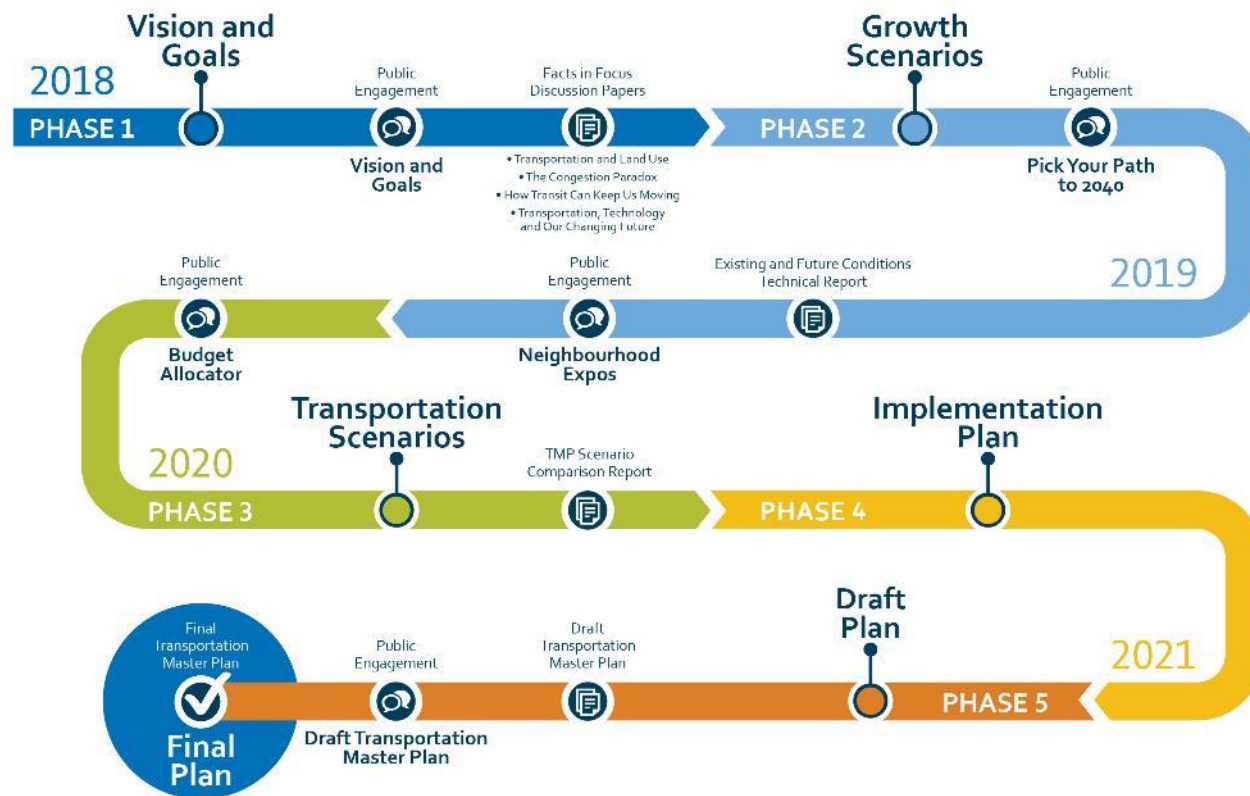 Vision and
Goals
2018
PHASE 1
Public
Engagement
Vision and
Goals
Facts in Focus
Discussion Papers
• Transportation and Land Use
• The Congestion Paradox
• How Transit Can Keep Us Moving
• Transportation, Technology
and Our Changing Future
PHASE 2
Growth
Scenarios
Public
Engagement
Pick Your Path
to 2040
2019
Existing and Future Conditions
Technical Report
Public
Engagement
Neighbourhood
Expos
Public
Engagement
Budget
Allocator
2020
PHASE 3
Transportation
Scenarios
TMP Scenario
Comparison Report
PHASE 4
Implementation
Plan
2021
PHASE 5
Draft
Plan
Draft
Transportation
Master Plan
Public
Engagement
Draft Transportation
Master Plan
Final
Transportation
Master Plan
Final
Plan